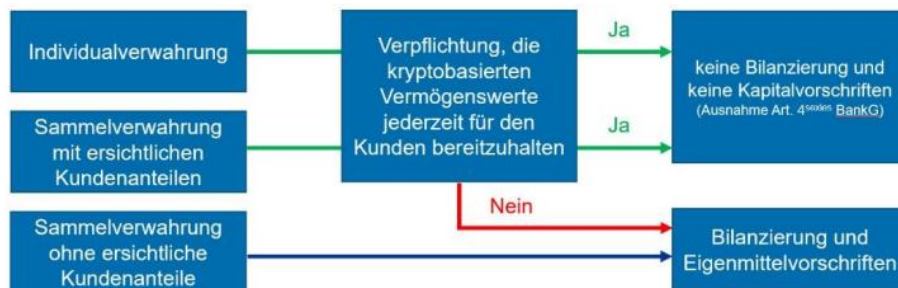 Individualverwahrung
Sammelverwahrung
mit ersichtlichen
Kundenanteilen
Sammelverwahrung
ohne ersichtliche
Kundenanteile
Verpflichtung, die
kryptobasierten
Vermögenswerte
jederzeit für den
Kunden bereitzuhalten
Ja
Ja
Nein
keine Bilanzierung und
keine Kapitalvorschriften
(Ausnahme Art. 4sexies BankG)
Bilanzierung und
Eigenmittelvorschriften